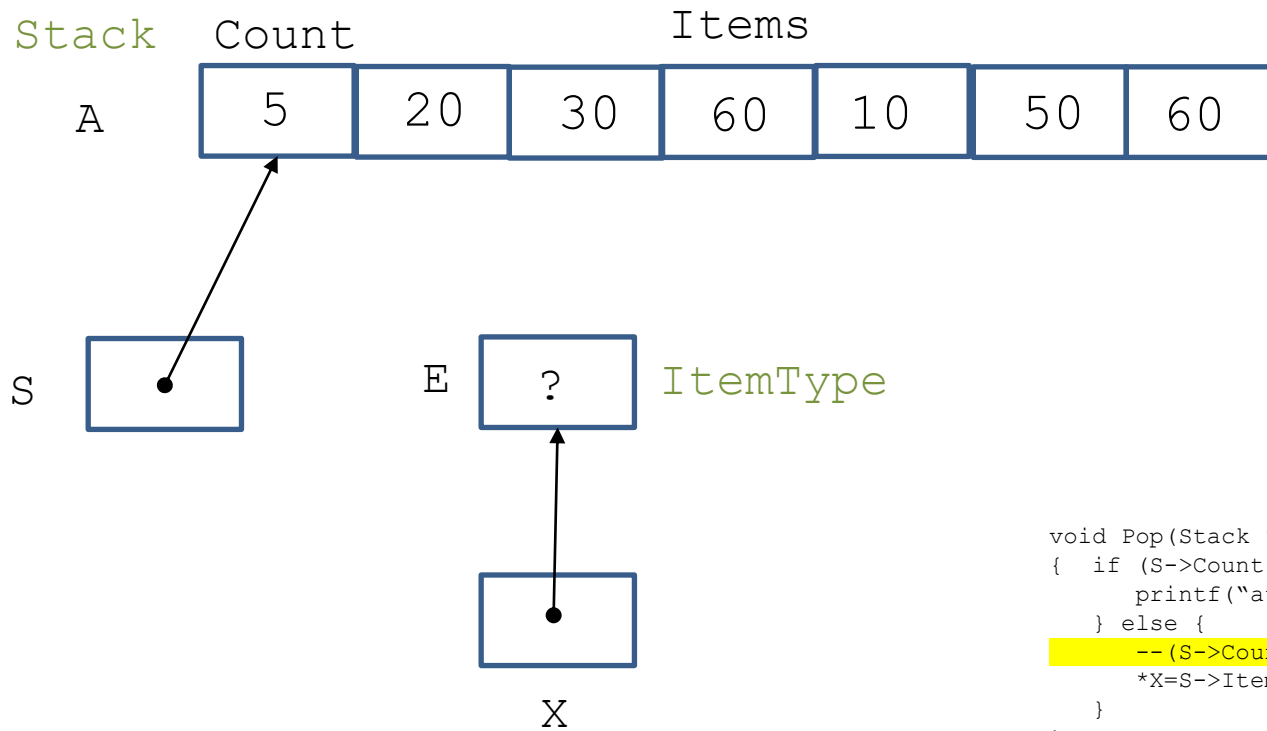 Stack Count Items
A 5 20 30 60 10 50 60
S E ? ItemType
X
void Pop(Stack
{ if (S->Count
printf(“a
} else {
--(S->Cou
*X=S->Item
}